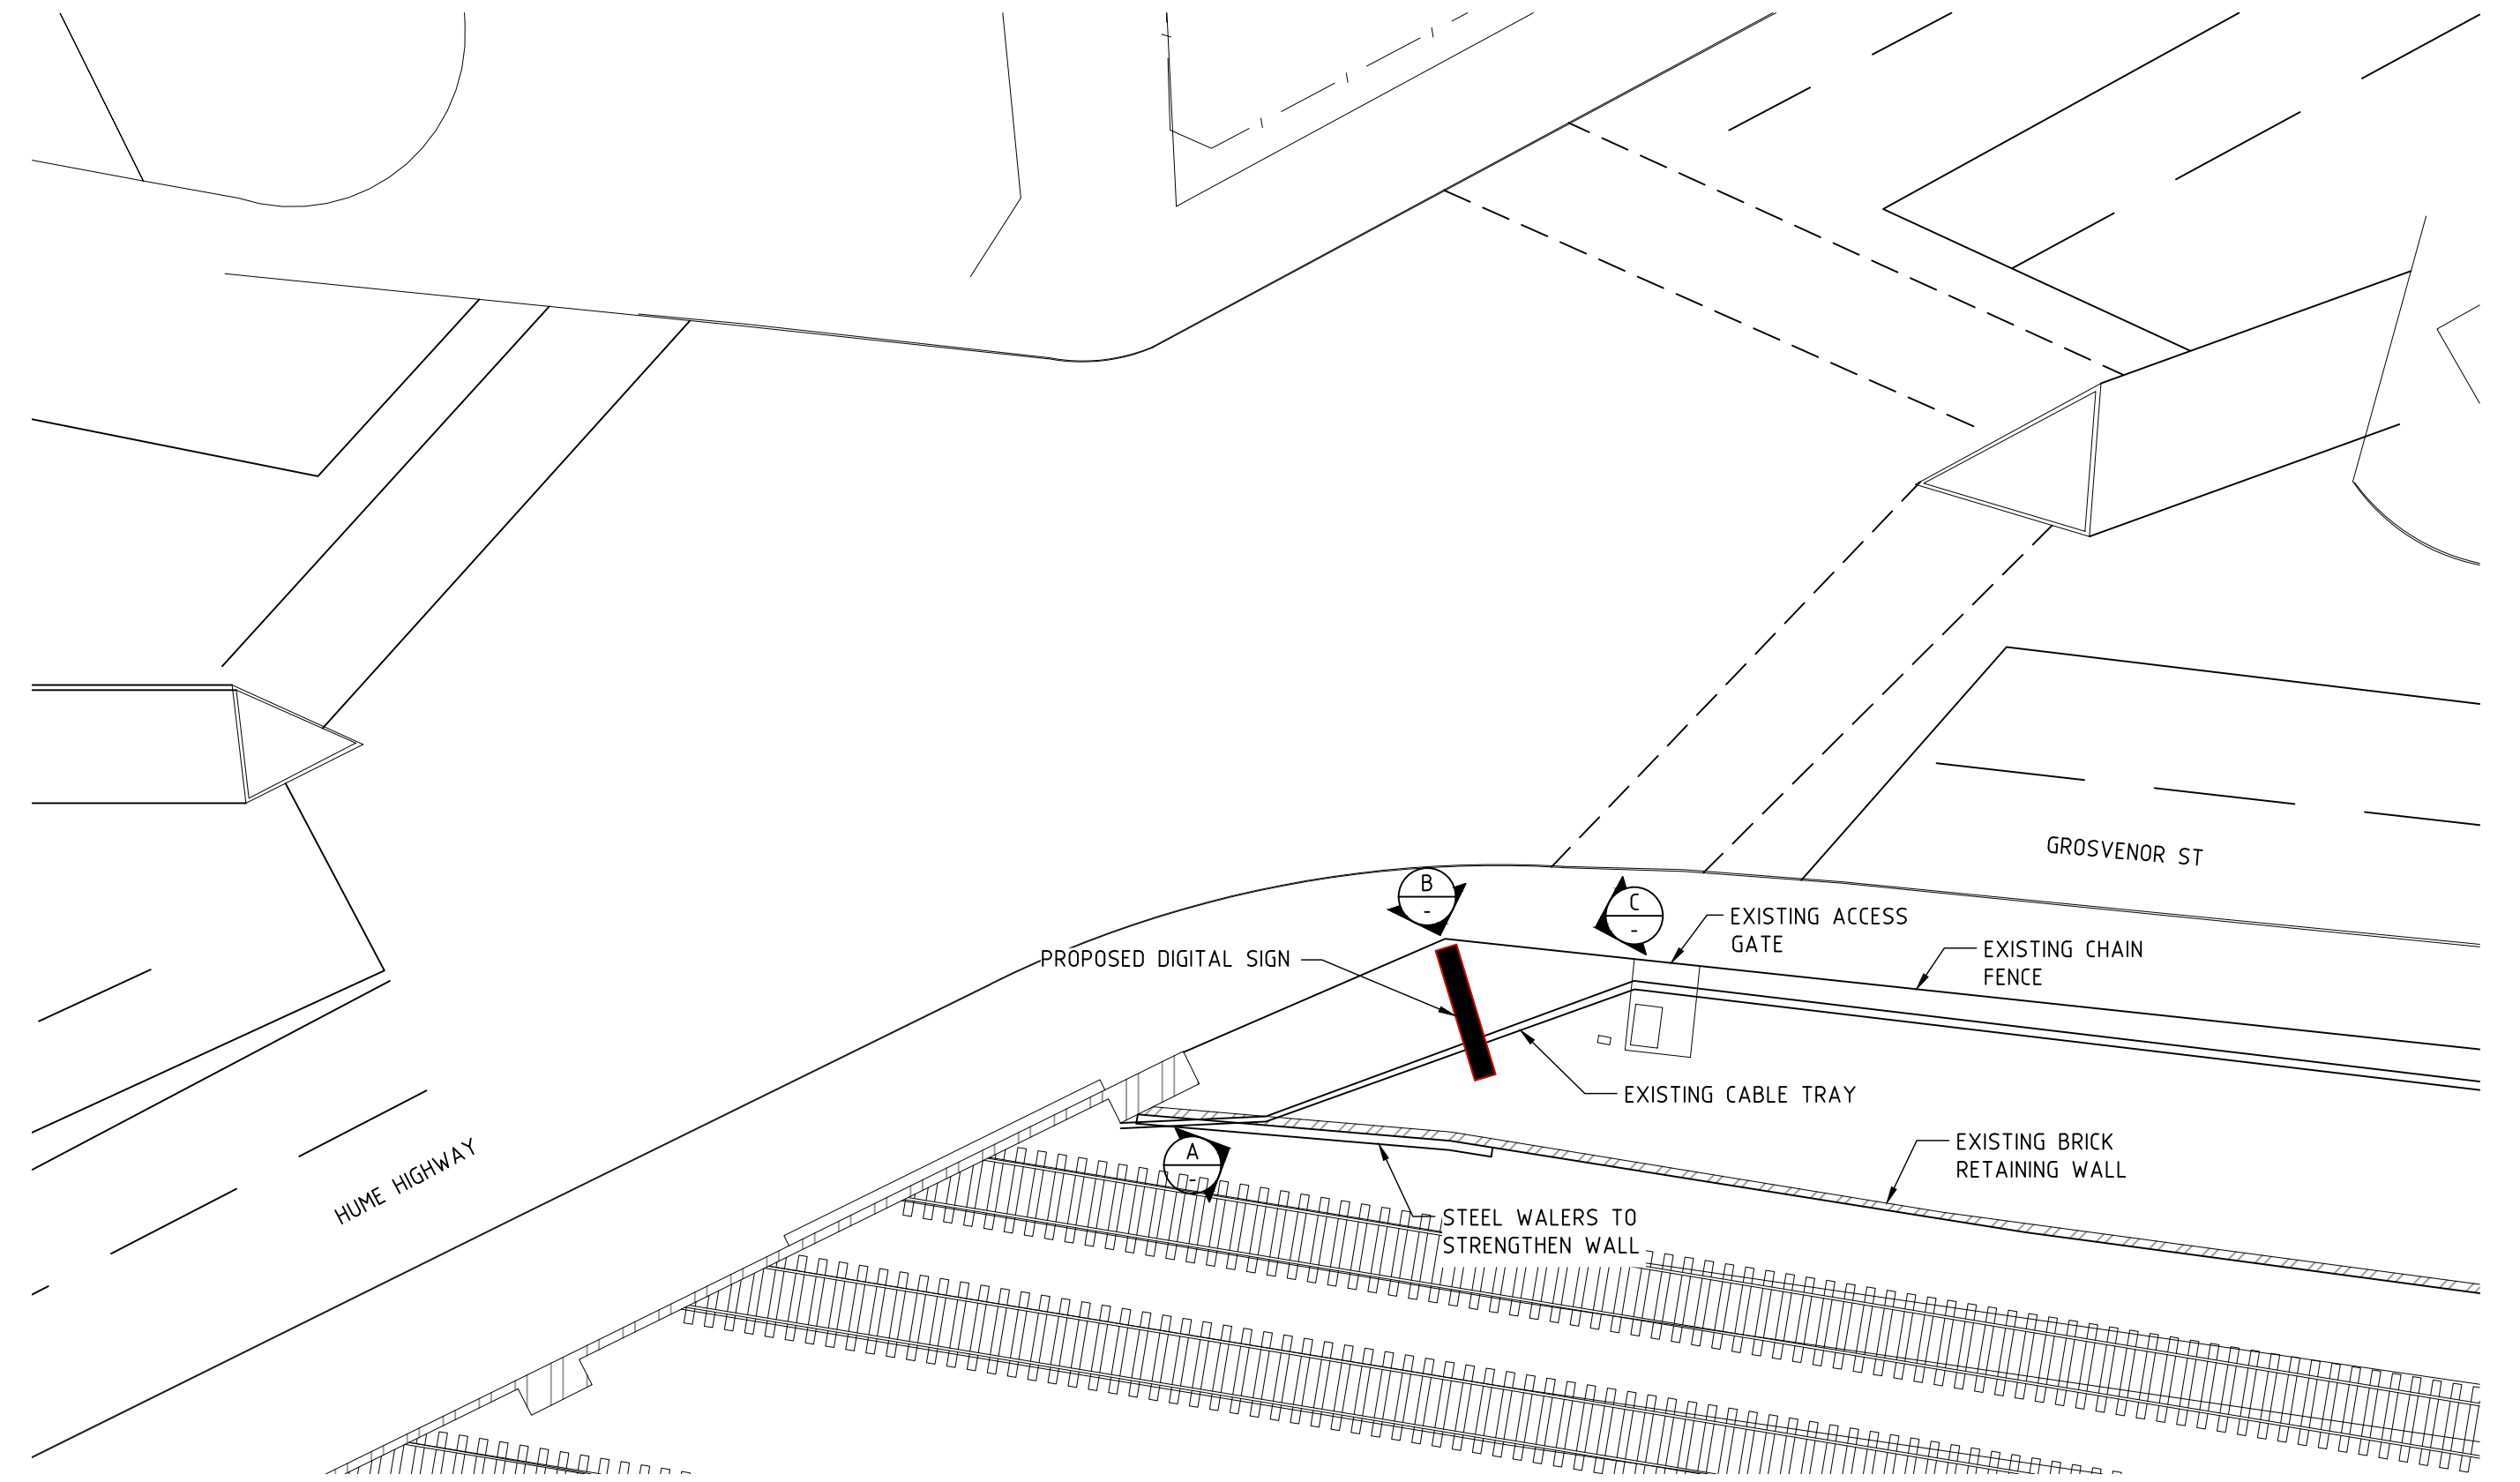 GROSVENOR ST
B
-
C
-
EXISTING ACCESS
GATE
EXISTING CHAIN
FENCE
PROPOSED DIGITAL SIGN
EXISTING CABLE TRAY
A
-
EXISTING BRICK
RETAINING WALL
HUME HIGHWAY
STEEL WALERS TO
STRENGTHEN WALL